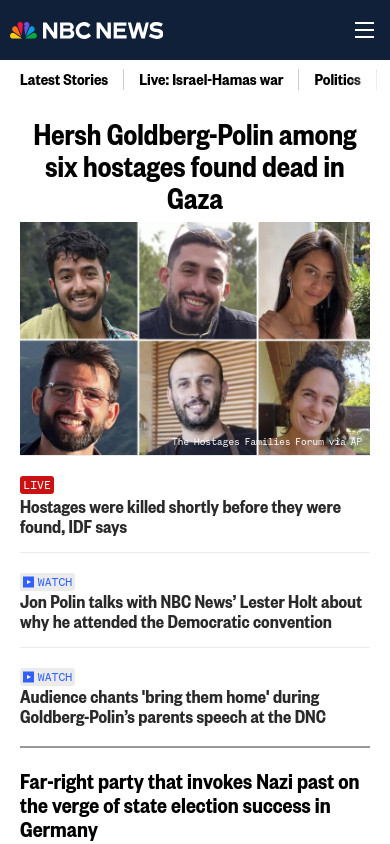 NBC NEWS
Latest Stories
Live: Israel-Hamas war
Politics
Hersh Goldberg-Polin among
six hostages found dead in
Gaza
The Hostages Families Forum via AP
LIVE
Hostages were killed shortly before they were
found, IDF says
WATCH
Jon Polin talks with NBC News’ Lester Holt about
why he attended the Democratic convention
WATCH
Audience chants 'bring them home' during
Goldberg-Polin’s parents speech at the DNC
Far-right party that invokes Nazi past on
the verge of state election success in
Germany